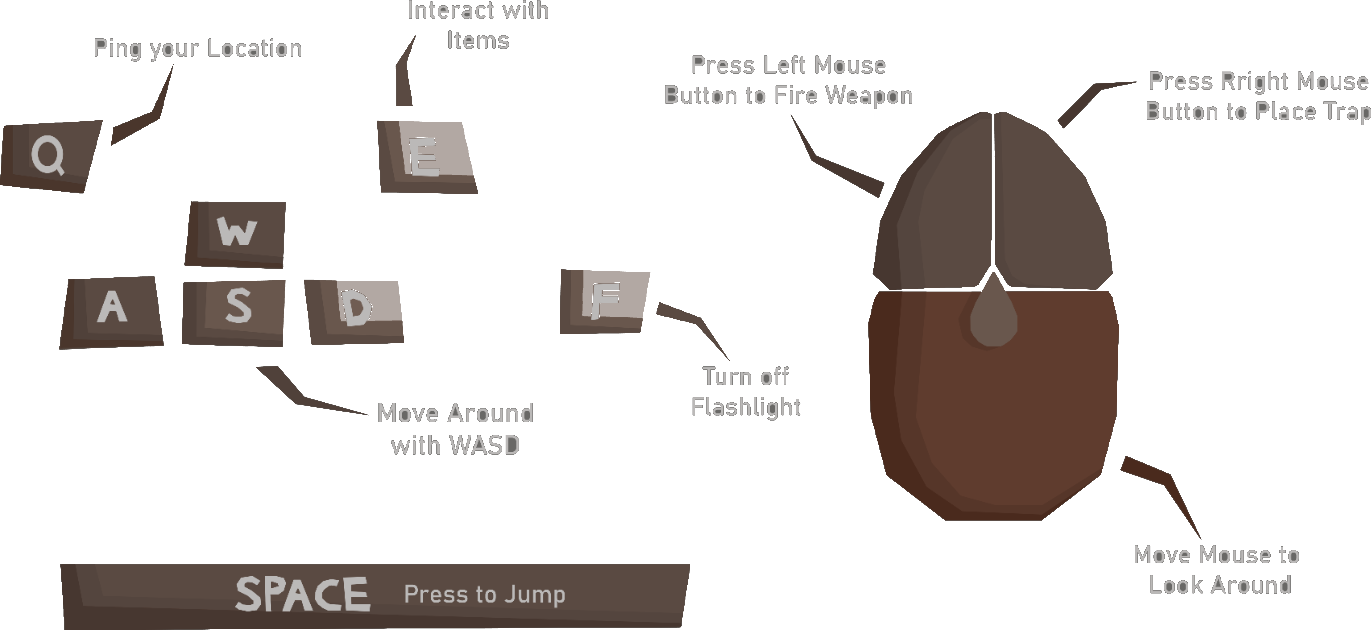 Interact with
Items
Ping your Location
Press Left Mouse
Button to Fire Weapon
Press Rright Mouse
Button to Place Trap
Q
E
W
A
S
D
F
Turn off
Flashlight
Move Around
with WASD
Move Mouse to
Look Around
SPACE Press to Jump